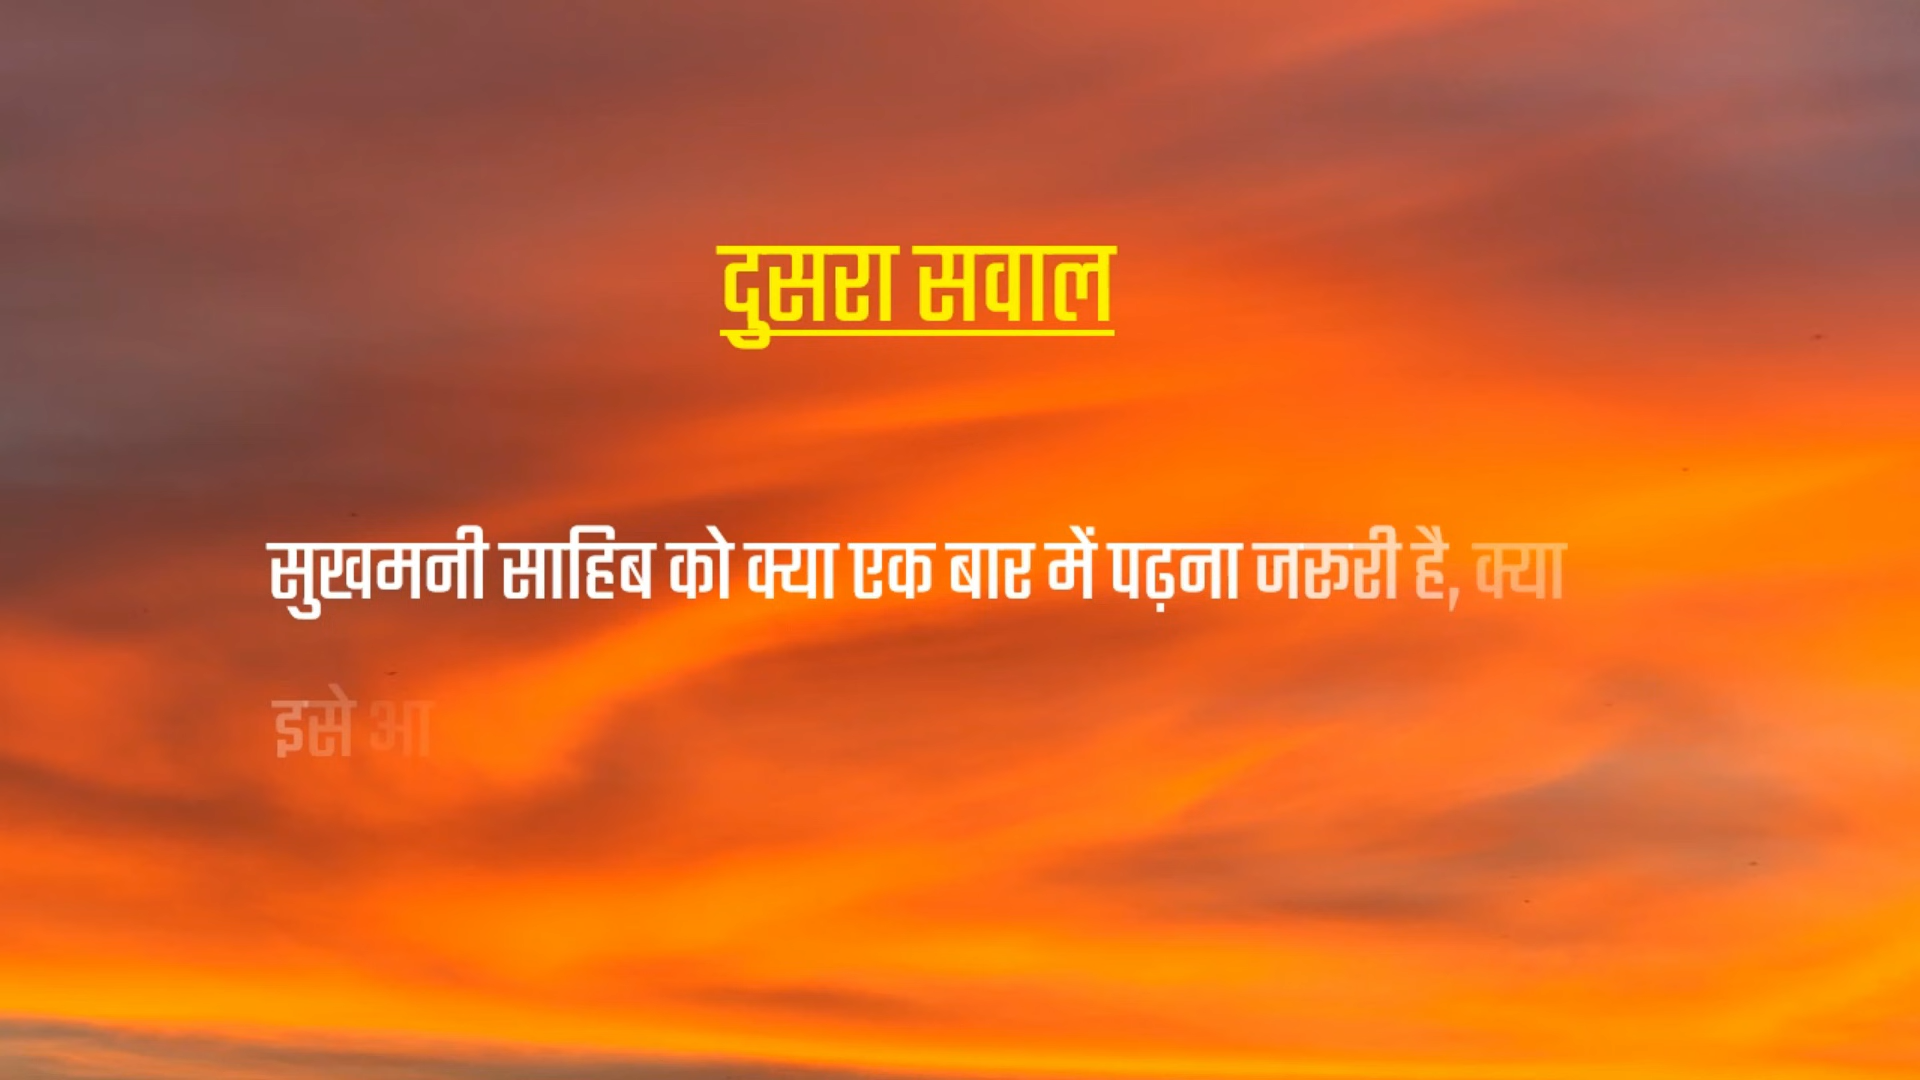 दुसरा सवाल
सुखमनी साहिब को क्या एक बार में पढ़ना जरूरी है, क्या
इसे आ